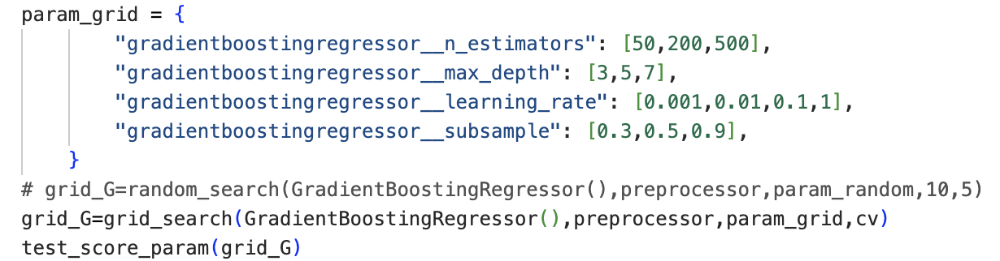 param_grid = {
"gradientboostingregressor__n_estimators": [50,200,500],
"gradientboostingregressor__max_depth": [3,5,7],
"gradientboostingregressor__learning_rate": [0.001,0.01,0.1,1],
"gradientboostingregressor__subsample": [0.3,0.5,0.9],
}
# grid_G=random_search(GradientBoostingRegressor(),preprocessor,param_random,10,5)
grid_G=grid_search(GradientBoostingRegressor(),preprocessor,param_grid,cv)
test_score_param(grid_G)